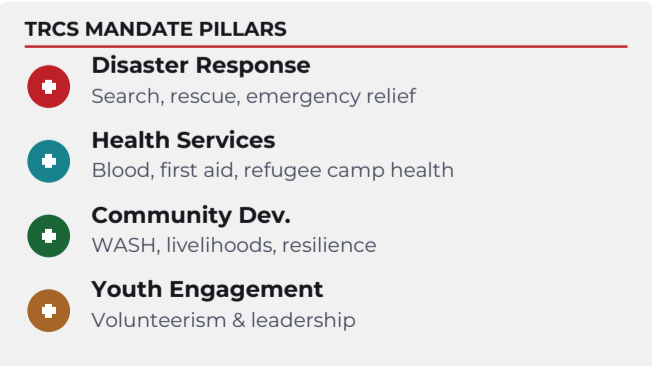 TRCS MANDATE PILLARS
Disaster Response
Search, rescue, emergency relief
Health Services
Blood, first aid, refugee camp health
Community Dev.
WASH, livelihoods, resilience
Youth Engagement
Volunteerism & leadership